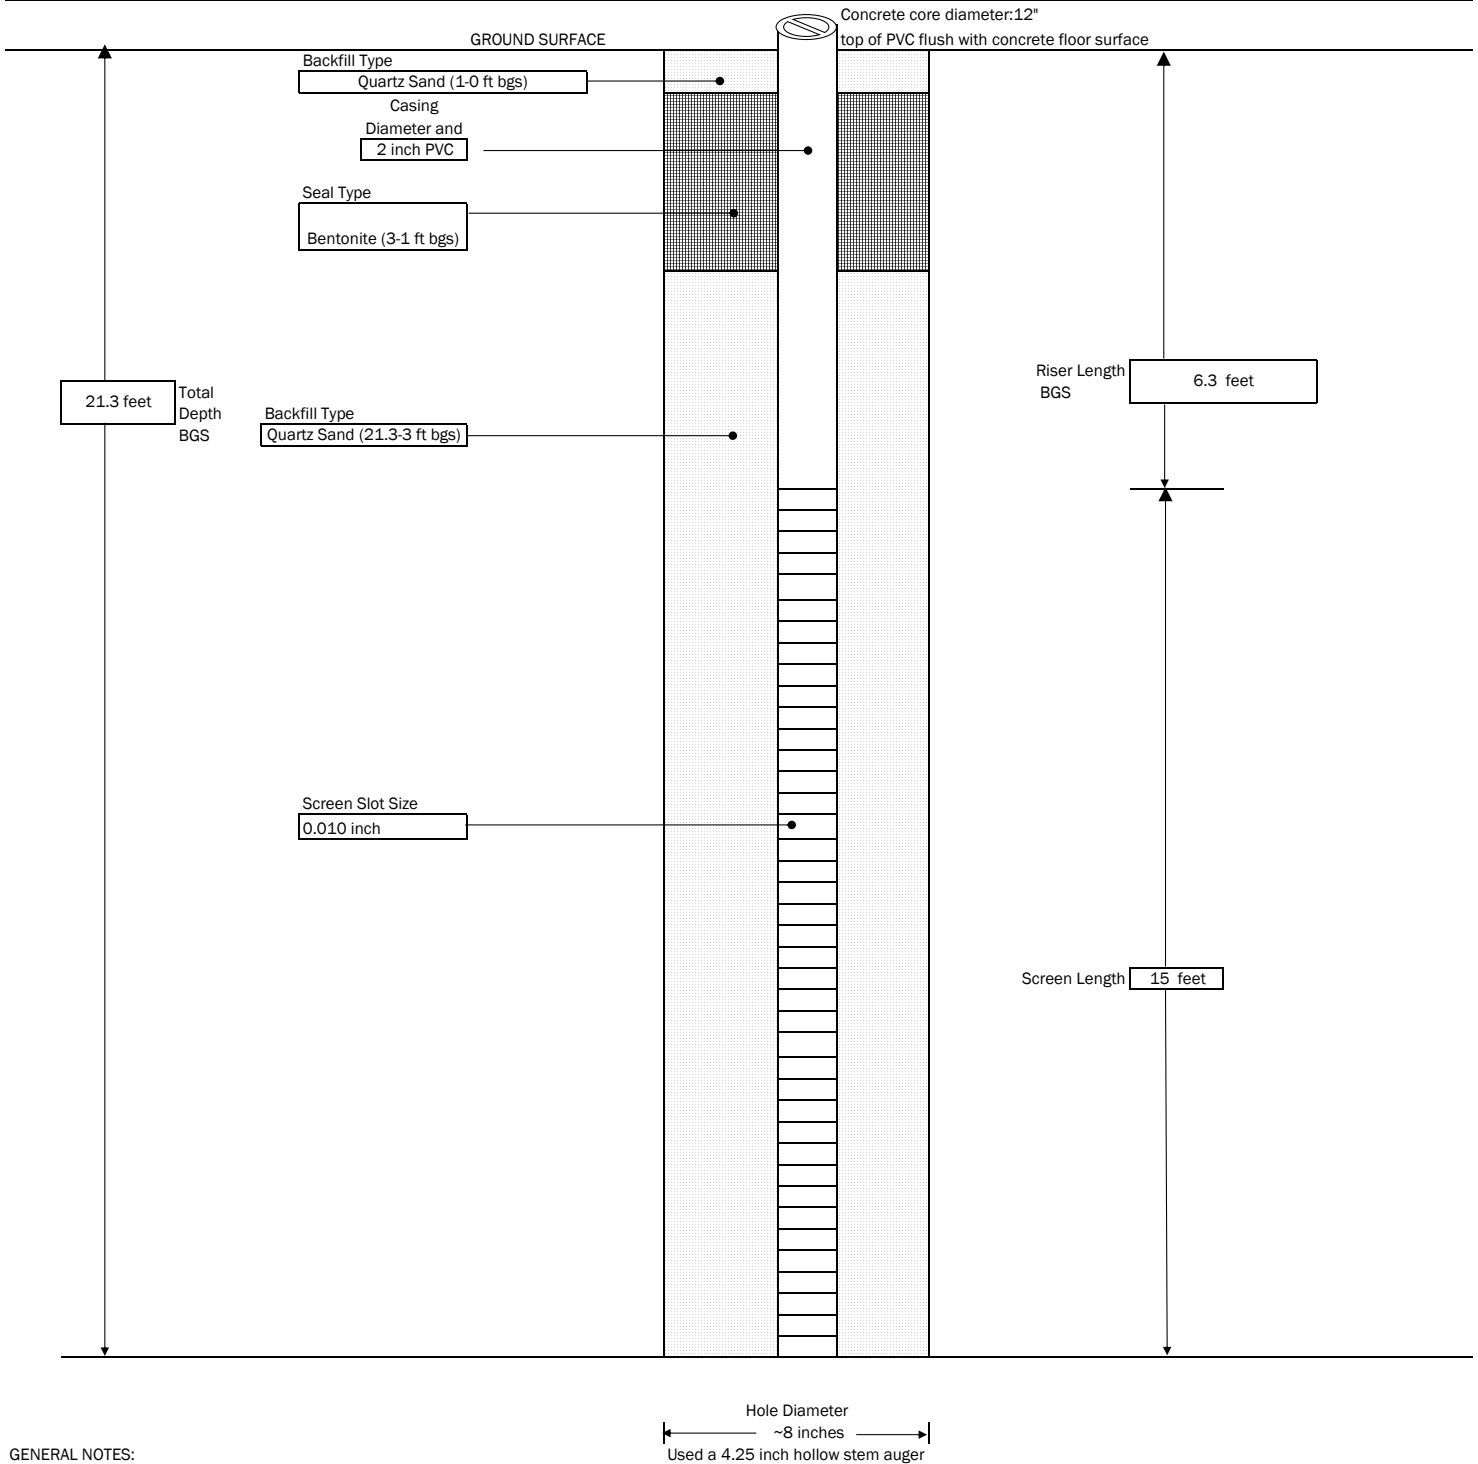 Concrete core diameter:12"
GROUND SURFACE
top of PVC flush with concrete floor surface
Backfill Type
Quartz Sand (1-0 ft bgs)
Casing
Diameter and
2 inch PVC
Seal Type
Bentonite (3-1 ft bgs)
Riser Length
BGS
6.3 feet
21.3 feet
Total
Depth
BGS
Backfill Type
Quartz Sand (21.3-3 ft bgs)
Screen Slot Size
0.010 inch
Screen Length
15 feet
Hole Diameter
~8 inches
GENERAL NOTES:
Used a 4.25 inch hollow stem auger